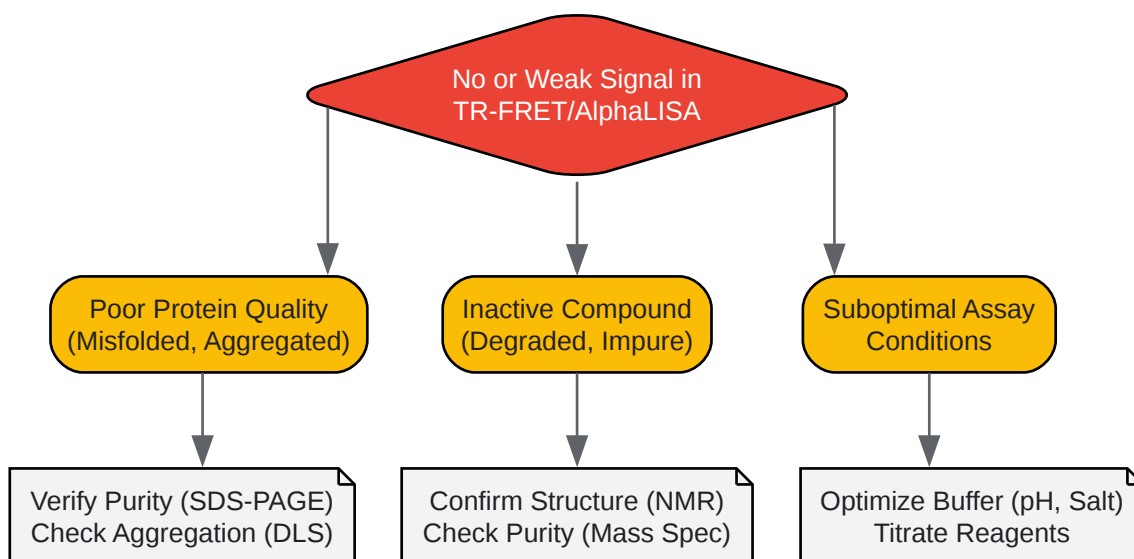 No or Weak Signal in
TR-FRET/AlphaLISA
Poor Protein Quality
(Misfolded, Aggregated)
Inactive Compound
(Degraded, Impure)
Suboptimal Assay
Conditions
Verify Purity (SDS-PAGE)
Check Aggregation (DLS)
Confirm Structure (NMR)
Check Purity (Mass Spec)
Optimize Buffer (pH, Salt)
Titrate Reagents